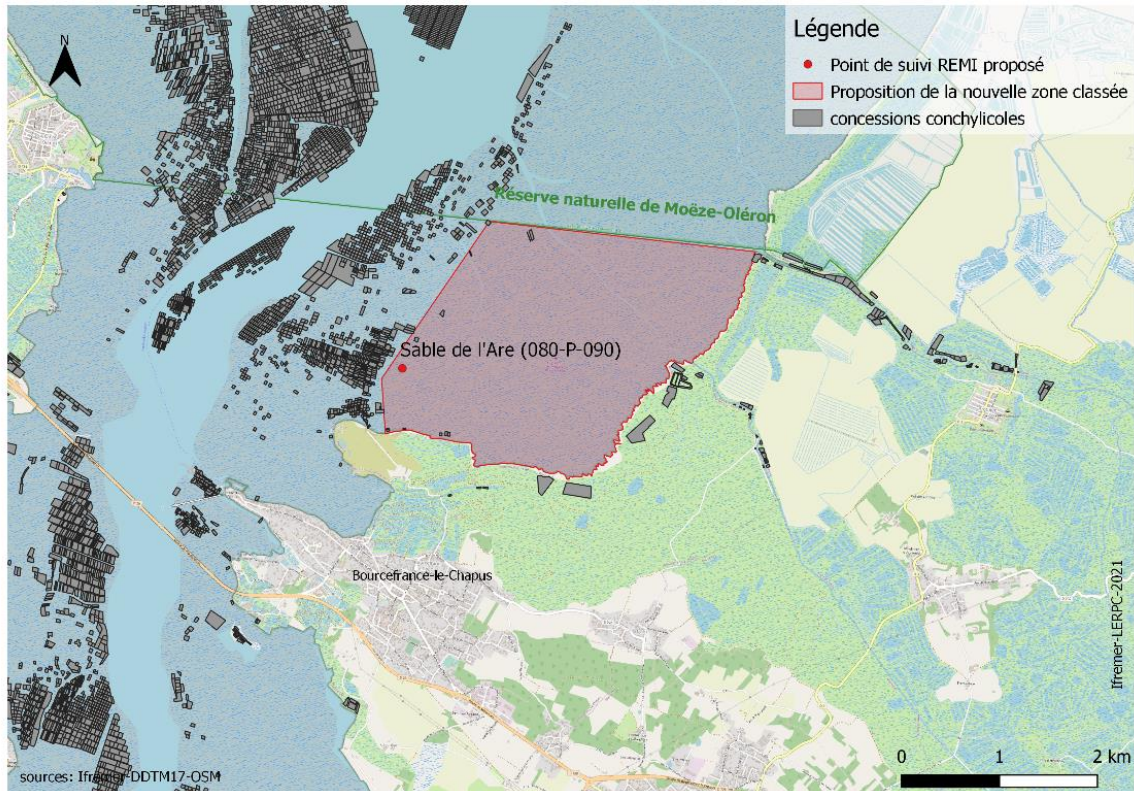 N
Légende
Point de suivi REMI proposé
Proposition de la nouvelle zone classée
concessions conchylicoles
Réserve naturelle de Moëze-Oléron
Sable de l'Are (080-P-090)
Bourcefrance-le-Chapus
Ifremer-LERPC-2021
0 1 2 km
sources: Ifremer-DDTM17-OSM